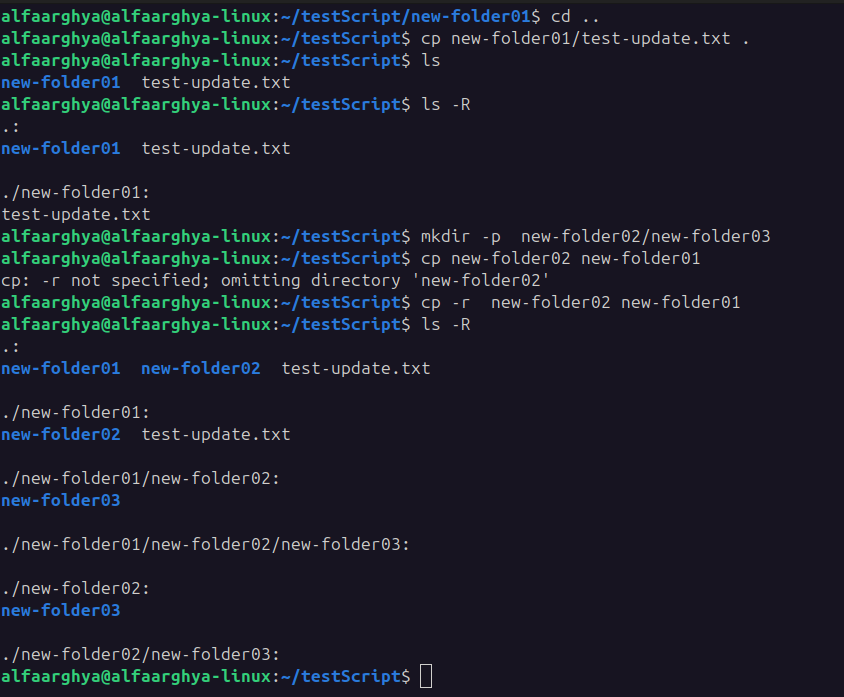 alfaarghya@alfaarghya-linux:~/testScript/new-folder01$ cd ..
alfaarghya@alfaarghya-linux:~/testScript$ cp new-folder01/test-update.txt .
alfaarghya@alfaarghya-linux:~/testScript$ ls
new-folder01  test-update.txt
alfaarghya@alfaarghya-linux:~/testScript$ ls -R
.:
new-folder01  test-update.txt

./new-folder01:
test-update.txt
alfaarghya@alfaarghya-linux:~/testScript$ mkdir -p  new-folder02/new-folder03
alfaarghya@alfaarghya-linux:~/testScript$ cp new-folder02 new-folder01
cp: -r not specified; omitting directory 'new-folder02'
alfaarghya@alfaarghya-linux:~/testScript$ cp -r  new-folder02 new-folder01
alfaarghya@alfaarghya-linux:~/testScript$ ls -R
.:
new-folder01  new-folder02  test-update.txt

./new-folder01:
new-folder02  test-update.txt

./new-folder01/new-folder02:
new-folder03

./new-folder01/new-folder02/new-folder03:

./new-folder02:
new-folder03

./new-folder02/new-folder03:
alfaarghya@alfaarghya-linux:~/testScript$